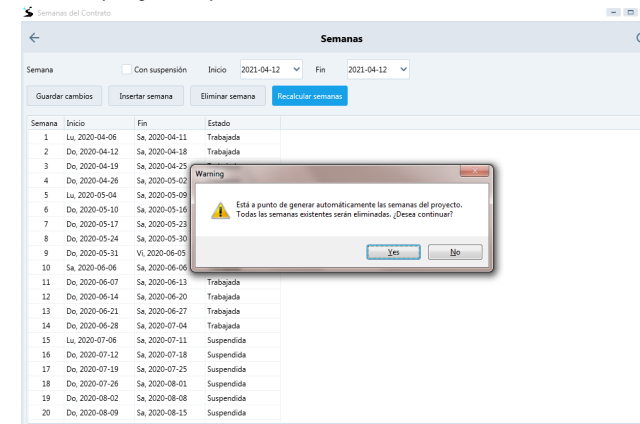 Semanas del Contrato
Semanas
Semana Con suspensión Inicio 2021-04-12 Fin 2021-04-12
Guardar cambios Insertar semana Eliminar semana Recalcular semanas
Semana Inicio Fin Estado
1 Lu, 2020-04-06 Sa, 2020-04-11 Trabajada
2 Do, 2020-04-12 Sa, 2020-04-18 Trabajada
3 Do, 2020-04-19 Sa, 2020-04-25
4 Do, 2020-04-26 Sa, 2020-05-02
5 Lu, 2020-05-04 Sa, 2020-05-09
6 Do, 2020-05-10 Sa, 2020-05-16
7 Do, 2020-05-17 Sa, 2020-05-23
8 Do, 2020-05-24 Sa, 2020-05-30
9 Do, 2020-05-31 Vi, 2020-06-05
10 Sa, 2020-06-06 Sa, 2020-06-06
Warning
Está a punto de generar automáticamente las semanas del proyecto.
Todas las semanas existentes serán eliminadas. ¿Desea continuar?
Yes No
11 Do, 2020-06-07 Sa, 2020-06-13 Trabajada
12 Do, 2020-06-14 Sa, 2020-06-20 Trabajada
13 Do, 2020-06-21 Sa, 2020-06-27 Trabajada
14 Do, 2020-06-28 Sa, 2020-07-04 Trabajada
15 Lu, 2020-07-06 Sa, 2020-07-11 Suspendida
16 Do, 2020-07-12 Sa, 2020-07-18 Suspendida
17 Do, 2020-07-19 Sa, 2020-07-25 Suspendida
18 Do, 2020-07-26 Sa, 2020-08-01 Suspendida
19 Do, 2020-08-02 Sa, 2020-08-08 Suspendida
20 Do, 2020-08-09 Sa, 2020-08-15 Suspendida